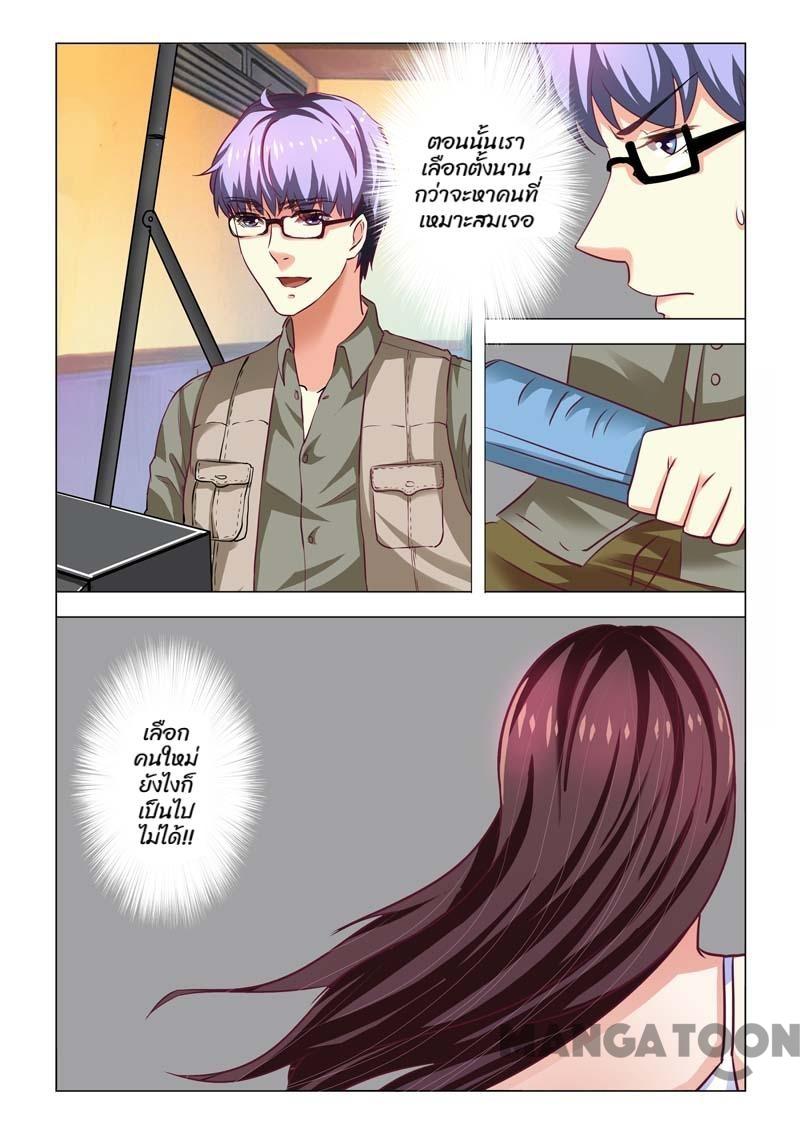 ตอนนั้นเรา
เลือกตั้งนาน
กว่าจะหาคนที่
เหมาะสมเจอ
เลือก
คนใหม่
ยังไงก็
เป็นไป
ไม่ได้!!
MANGATOON